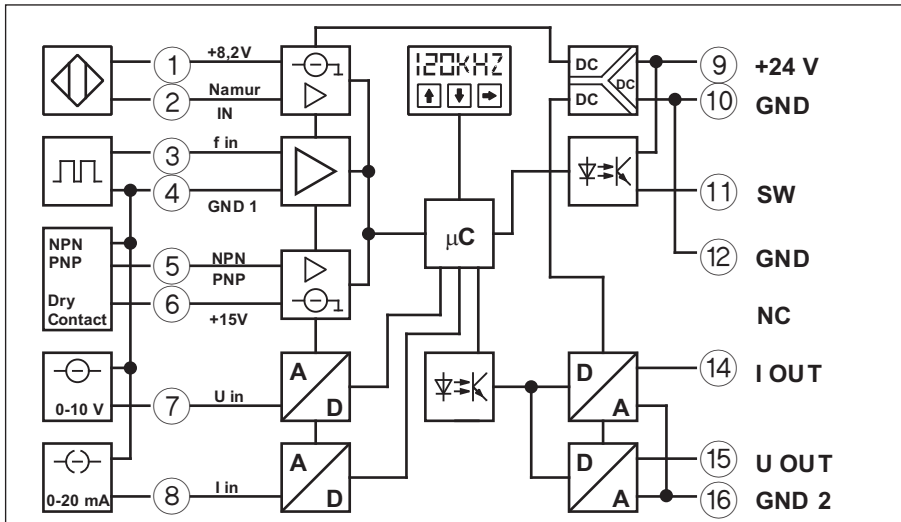 1 +8,2V
2 Namur
IN
3 f in
4 GND 1
NPN
PNP
Dry
Contact
5 NPN
PNP
6 +15V
0-10 V
7 U in
0-20 mA
8 I in
A
D
A
D
120KHZ
µC
DC
DC
DC
9 +24 V
10 GND
11 SW
12 GND
NC
D
A
14 I OUT
D
A
15 U OUT
16 GND 2